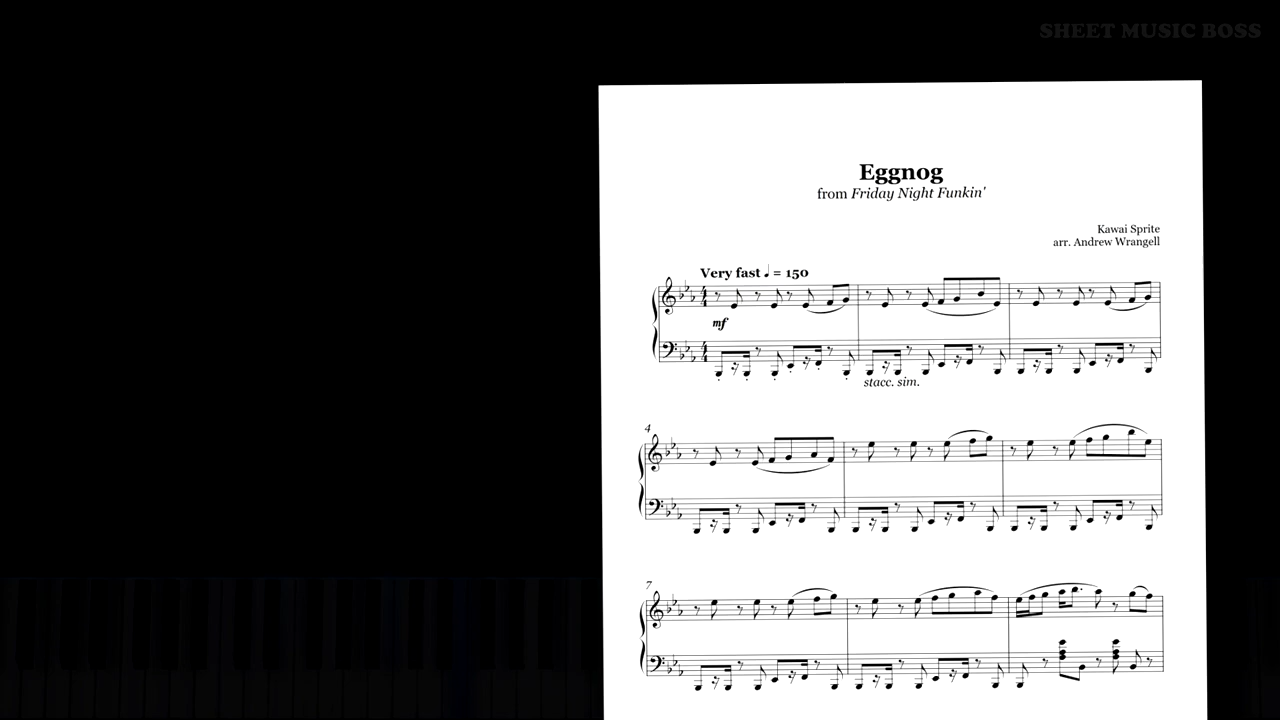 SHEET MUSIC BOSS
Eggnog
from Friday Night Funkin'
Kawai Sprite
arr. Andrew Wrangell
Very fast ♩ = 150
mf
stacc. sim.
4
7